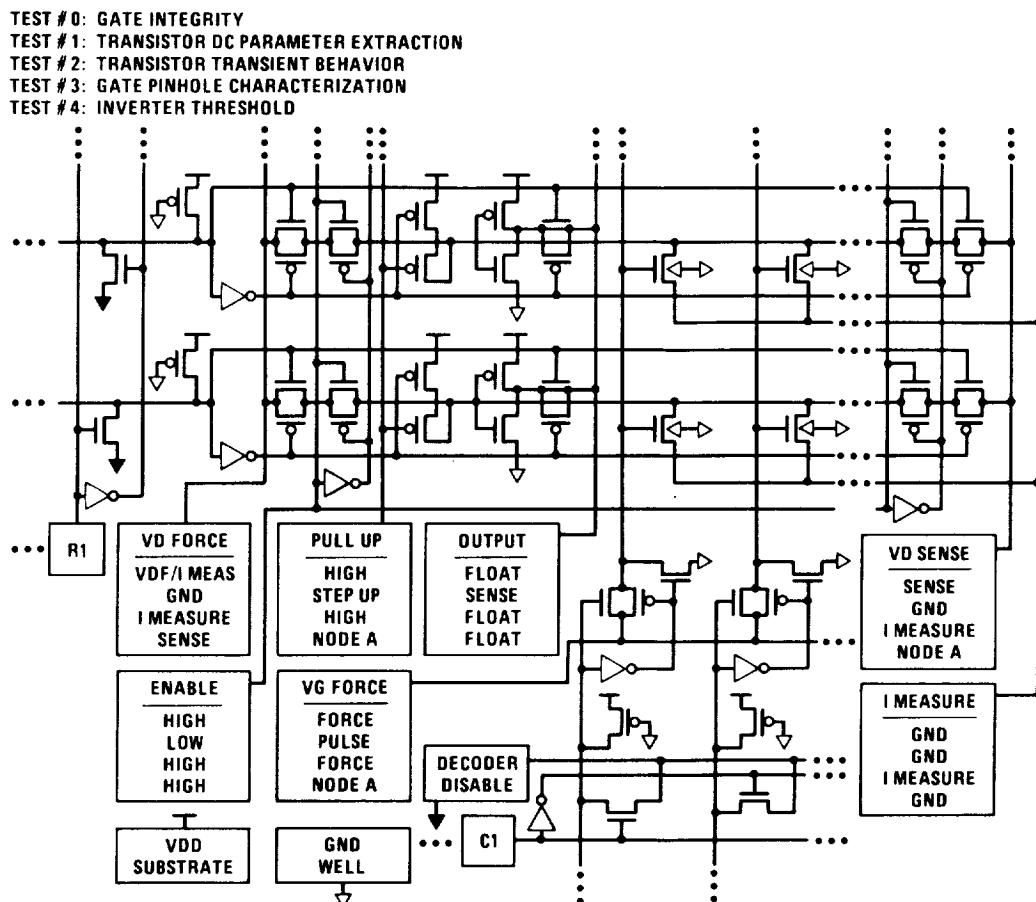 TEST #0: GATE INTEGRITY
TEST #1: TRANSISTOR DC PARAMETER EXTRACTION
TEST #2: TRANSISTOR TRANSIENT BEHAVIOR
TEST #3: GATE PINHOLE CHARACTERIZATION
TEST #4: INVERTER THRESHOLD
R1
VD FORCE
VDF/I MEAS
GND
I MEASURE
SENSE
PULL UP
HIGH
STEP UP
HIGH
NODE A
OUTPUT
FLOAT
SENSE
FLOAT
FLOAT
VD SENSE
SENSE
GND
I MEASURE
NODE A
ENABLE
HIGH
LOW
HIGH
HIGH
VG FORCE
FORCE
PULSE
FORCE
NODE A
DECODER
DISABLE
I MEASURE
GND
GND
I MEASURE
GND
VDD
SUBSTRATE
GND
WELL
C1